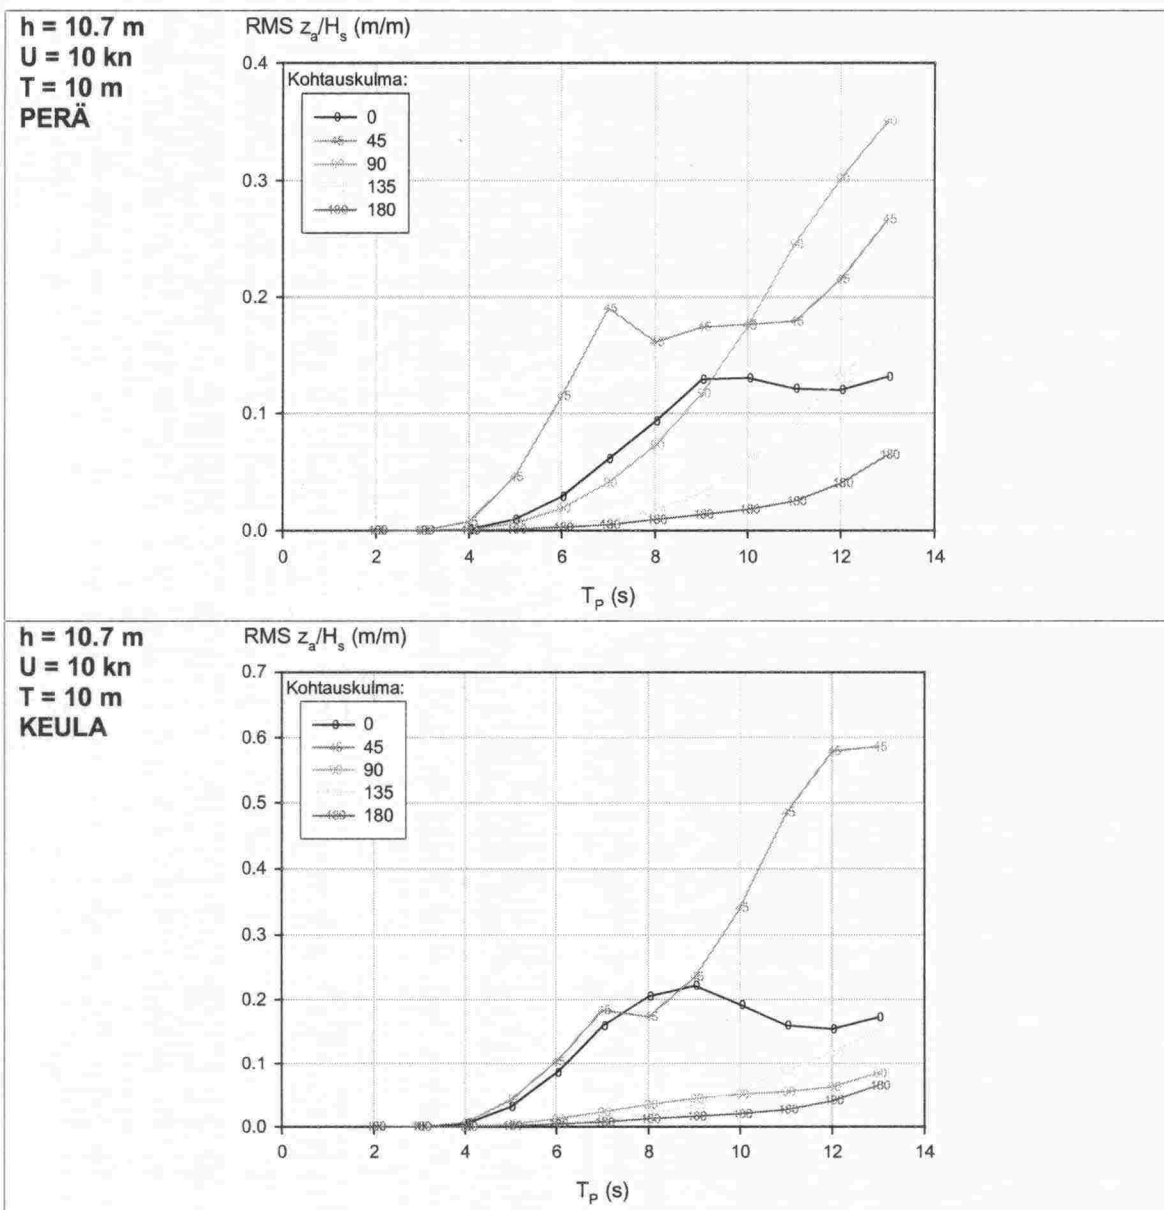 h = 10.7 m
U = 10 kn
T = 10 m
PERÄ
RMS z_a/H_s (m/m)
0.4
0.3
0.2
0.1
0.0
Kohtauskulma:
0
45
90
135
180
0 2 4 6 8 10 12 14
T_P (s)
h = 10.7 m
U = 10 kn
T = 10 m
KEULA
RMS z_a/H_s (m/m)
0.7
0.6
0.5
0.4
0.3
0.2
0.1
0.0
Kohtauskulma:
0
45
90
135
180
0 2 4 6 8 10 12 14
T_P (s)